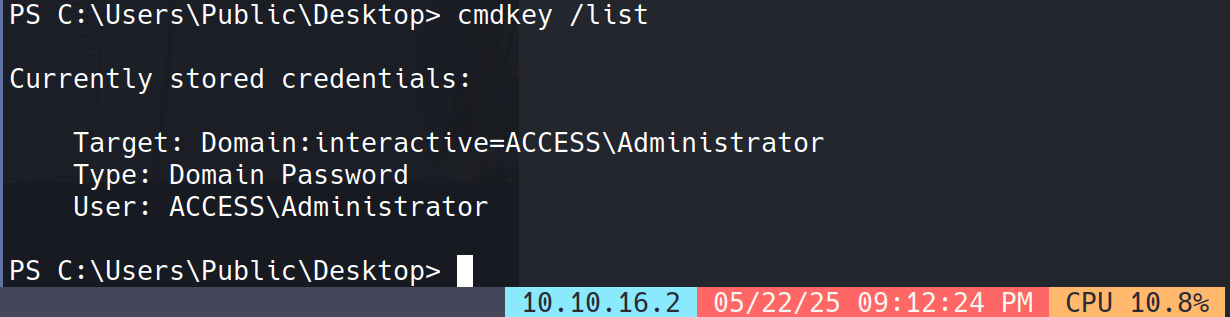 PS C:\Users\Public\Desktop> cmdkey /list
Currently stored credentials:
Target: Domain:interactive=ACCESS\Administrator
Type: Domain Password
User: ACCESS\Administrator
PS C:\Users\Public\Desktop>
10.10.16.2 05/22/25 09:12:24 PM CPU 10.8%